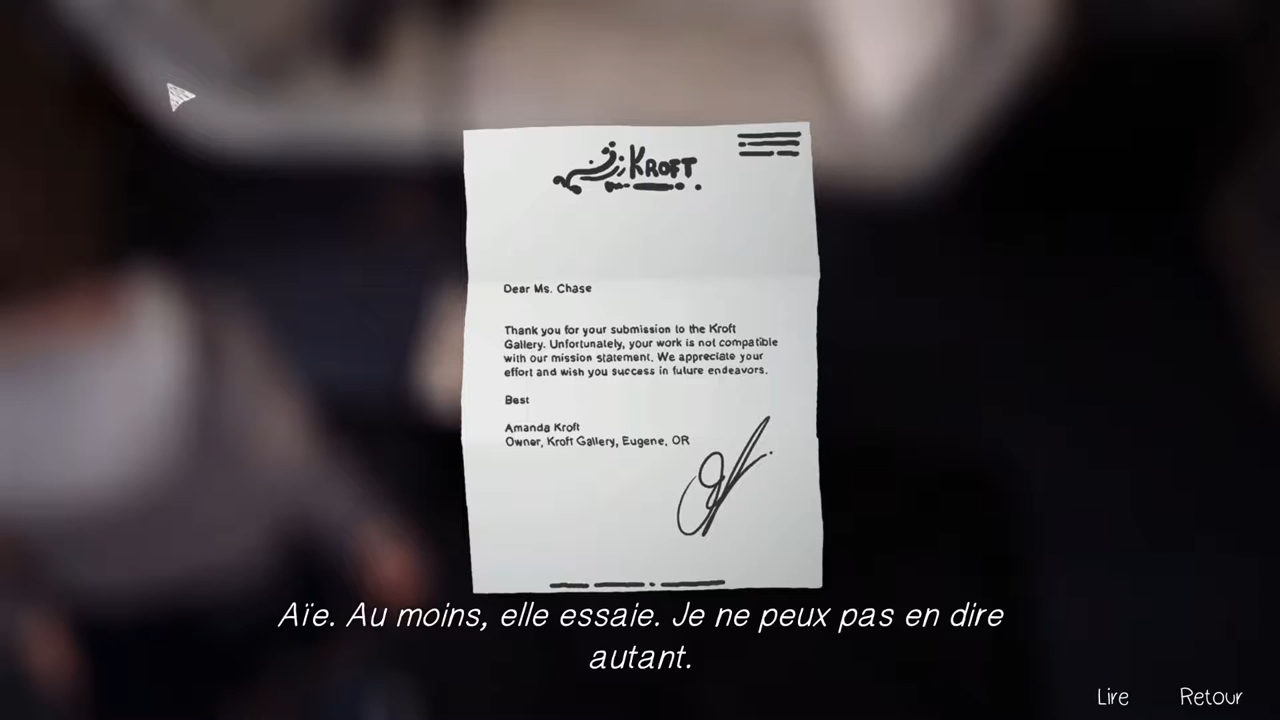 KROFT
Dear Ms. Chase
Thank you for your submission to the Kroft
Gallery. Unfortunately, your work is not compatible
with our mission statement. We appreciate your
effort and wish you success in future endeavors.
Best
Amanda Kroft
Owner, Kroft Gallery, Eugene, OR
Aïe. Au moins, elle essaie. Je ne peux pas en dire
autant.
Lire Retour